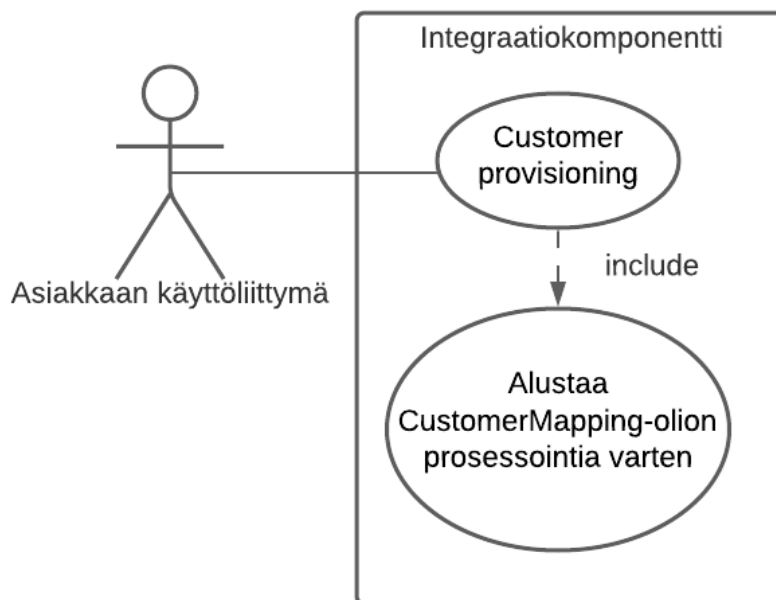 Integraatiokomponentti
Customer
provisioning
include
Asiakkaan käyttöliittymä
Alustaa
CustomerMapping-olion
prosessointia varten